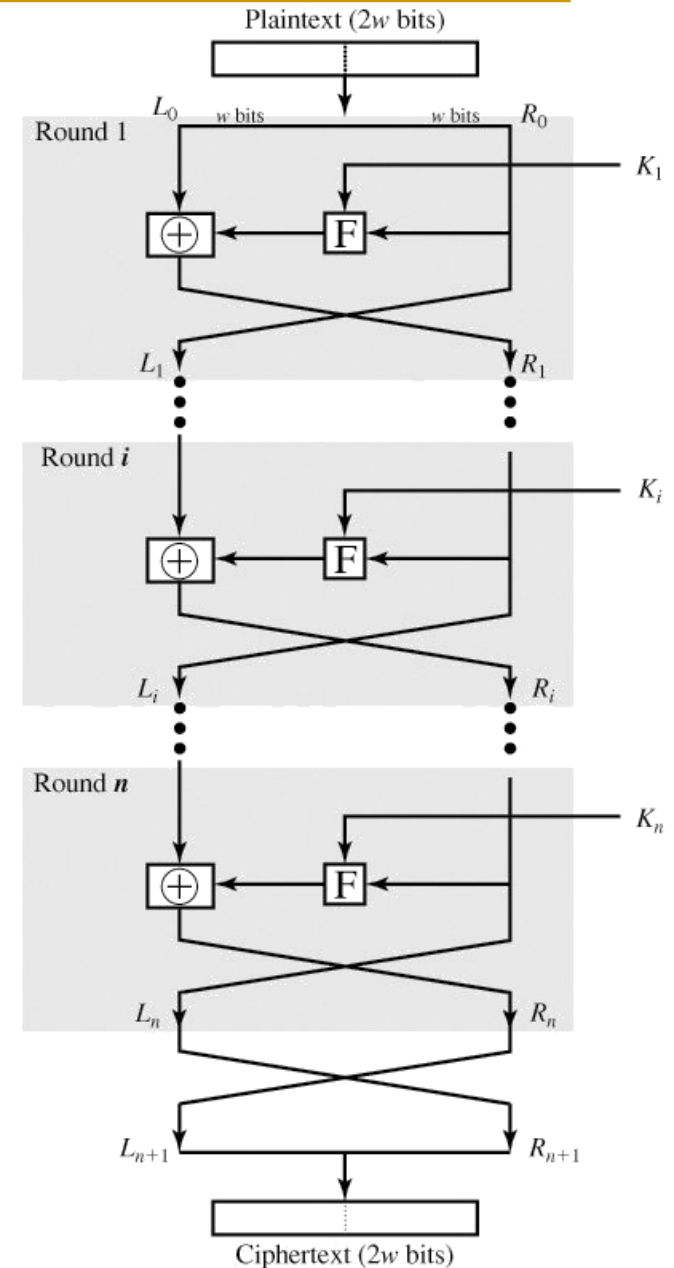 Plaintext (2w bits)
L₀ w bits w bits R₀
Round 1
K₁
⊕ F
L₁ R₁
Round i
Kᵢ
⊕ F
Lᵢ Rᵢ
Round n
Kₙ
⊕ F
Lₙ Rₙ
Lₙ₊₁ Rₙ₊₁
Ciphertext (2w bits)